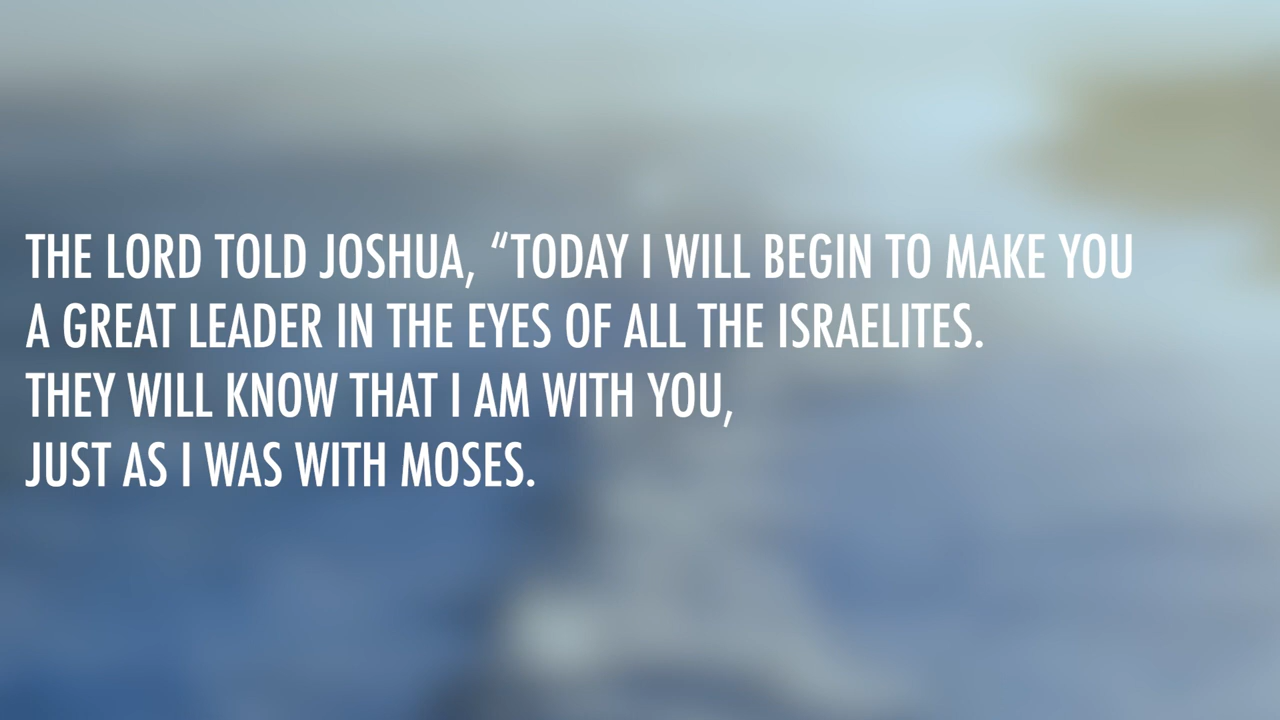 THE LORD TOLD JOSHUA, “TODAY I WILL BEGIN TO MAKE YOU
A GREAT LEADER IN THE EYES OF ALL THE ISRAELITES.
THEY WILL KNOW THAT I AM WITH YOU,
JUST AS I WAS WITH MOSES.